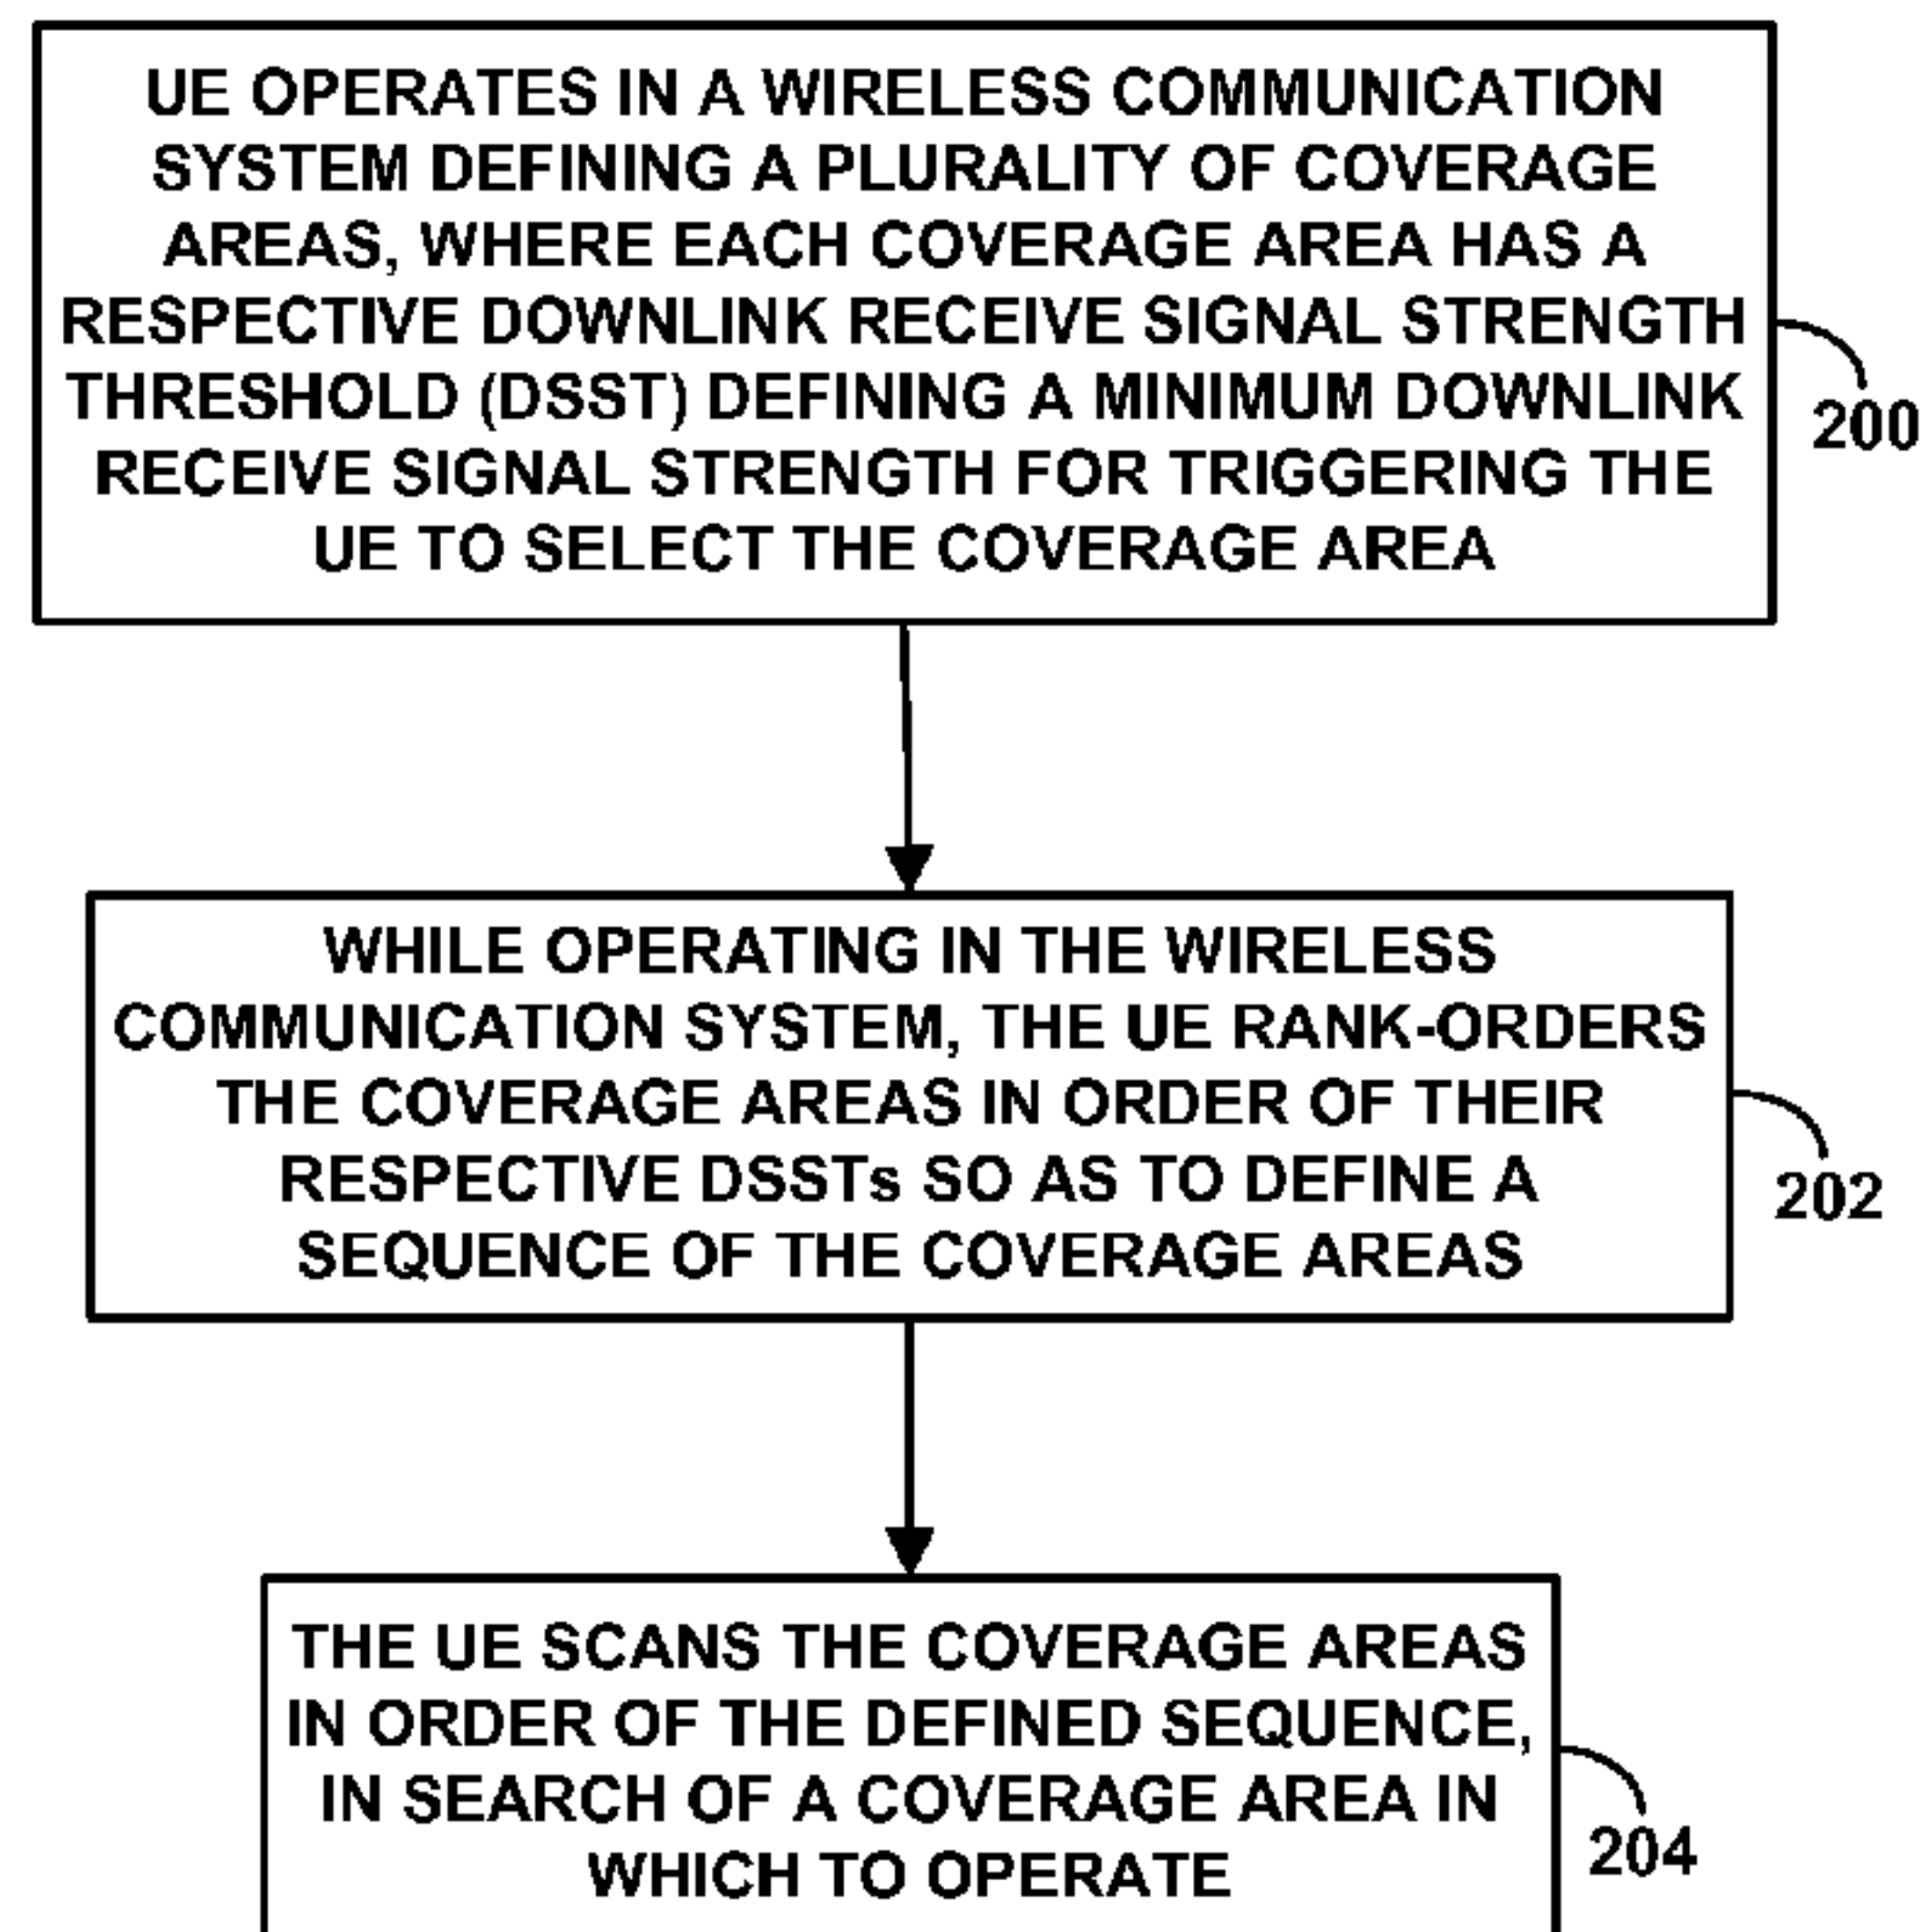 UE OPERATES IN A WIRELESS COMMUNICATION
SYSTEM DEFINING A PLURALITY OF COVERAGE
AREAS, WHERE EACH COVERAGE AREA HAS A
RESPECTIVE DOWNLINK RECEIVE SIGNAL STRENGTH
THRESHOLD (DSST) DEFINING A MINIMUM DOWNLINK
RECEIVE SIGNAL STRENGTH FOR TRIGGERING THE
UE TO SELECT THE COVERAGE AREA
200
WHILE OPERATING IN THE WIRELESS
COMMUNICATION SYSTEM, THE UE RANK-ORDERS
THE COVERAGE AREAS IN ORDER OF THEIR
RESPECTIVE DSSTs SO AS TO DEFINE A
SEQUENCE OF THE COVERAGE AREAS
202
THE UE SCANS THE COVERAGE AREAS
IN ORDER OF THE DEFINED SEQUENCE,
IN SEARCH OF A COVERAGE AREA IN
WHICH TO OPERATE
204